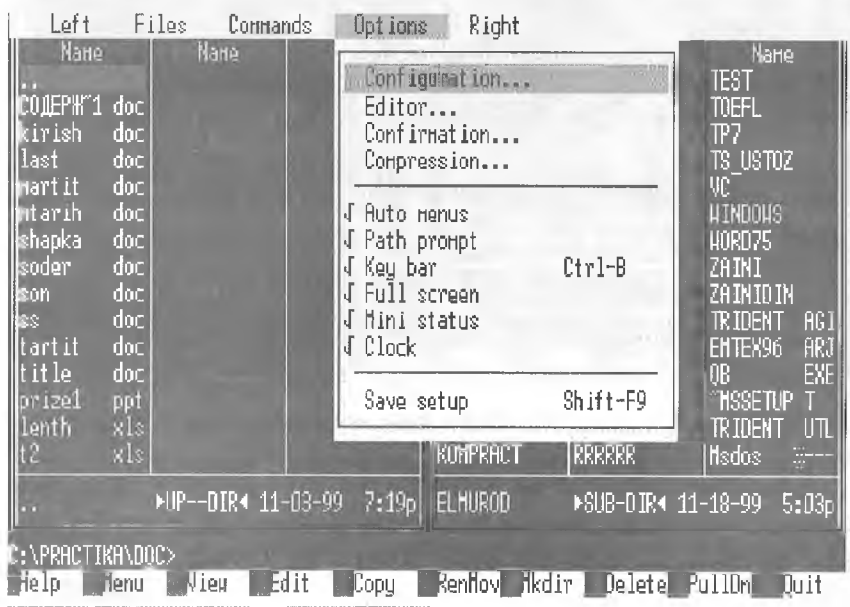 Left Files Commands Options Right
Name Name Name
.. Configuration... TEST
СОДЕРЖ~1 doc Editor... TOEFL
kirish doc Confirmation... TP7
last doc Compression... TS_USTOZ
martit doc VC
mtarih doc √ Auto menus WINDOWS
shapka doc √ Path prompt WORD75
soder doc √ Key bar Ctrl-B ZAINI
son doc √ Full screen ZAINIDIN
ss doc √ Mini status TRIDENT AGI
tartit doc √ Clock EMTEX96 ARJ
title doc QB EXE
prize1 ppt Save setup Shift-F9 ~MSSETUP T
lenth xls TRIDENT UTL
t2 xls KOMPRACT RRRRRR Msdos ---
.. ►UP--DIR◄ 11-03-99 7:19p ELMUROD ►SUB-DIR◄ 11-18-99 5:03p
C:\PRACTIKA\DOC>
Help Menu View Edit Copy RenMov Mkdir Delete PullDn Quit